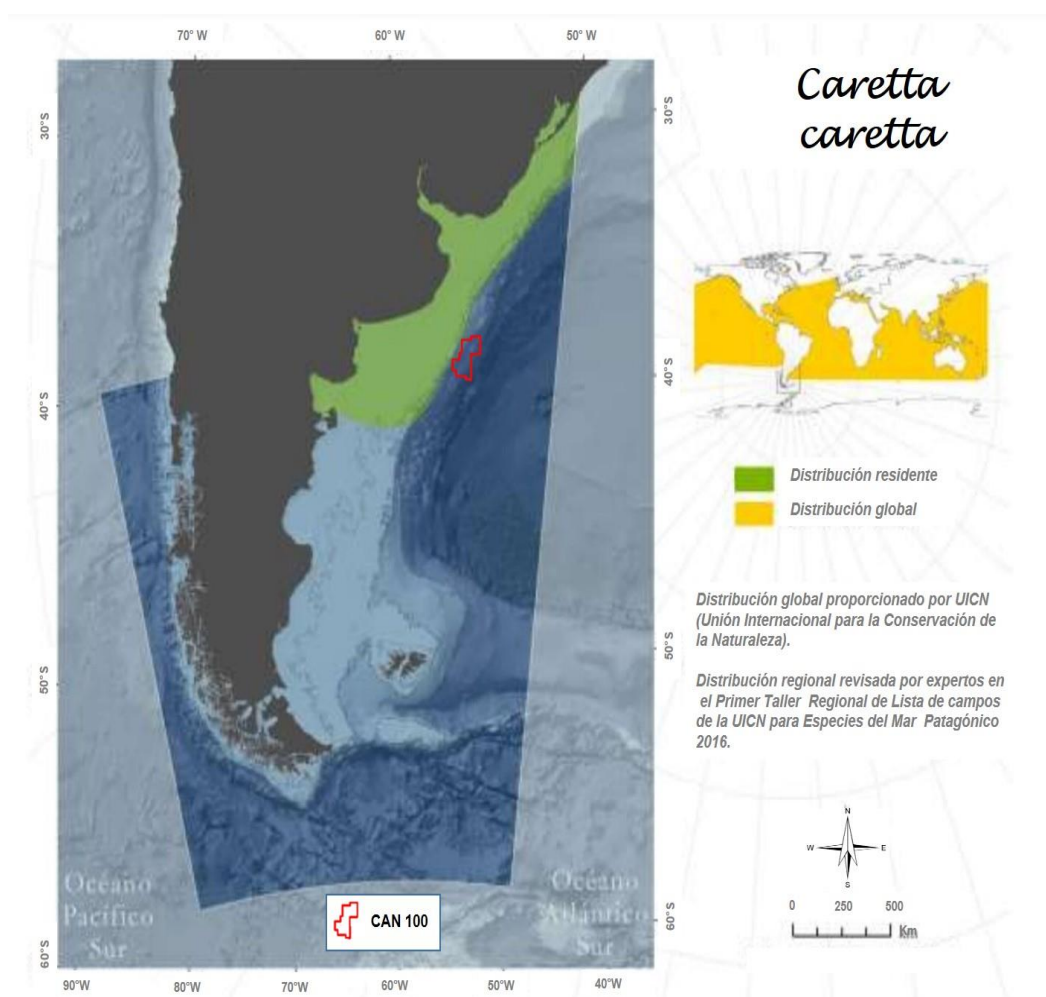 70° W 60° W 50° W
Caretta
caretta
30°S
30°S
40°S
40°S
Distribución residente
Distribución global
Distribución global proporcionado por UICN
(Unión Internacional para la Conservación de
la Naturaleza).
50°S
50°S
Distribución regional revisada por expertos en
el Primer Taller Regional de Lista de campos
de la UICN para Especies del Mar Patagónico
2016.
N
W E
S
Océano
Pacífico
Sur
CAN 100
Océano
Atlántico
Sur
0 250 500
Km
60°S
60°S
90°W 80°W 70°W 60°W 50°W 40°W